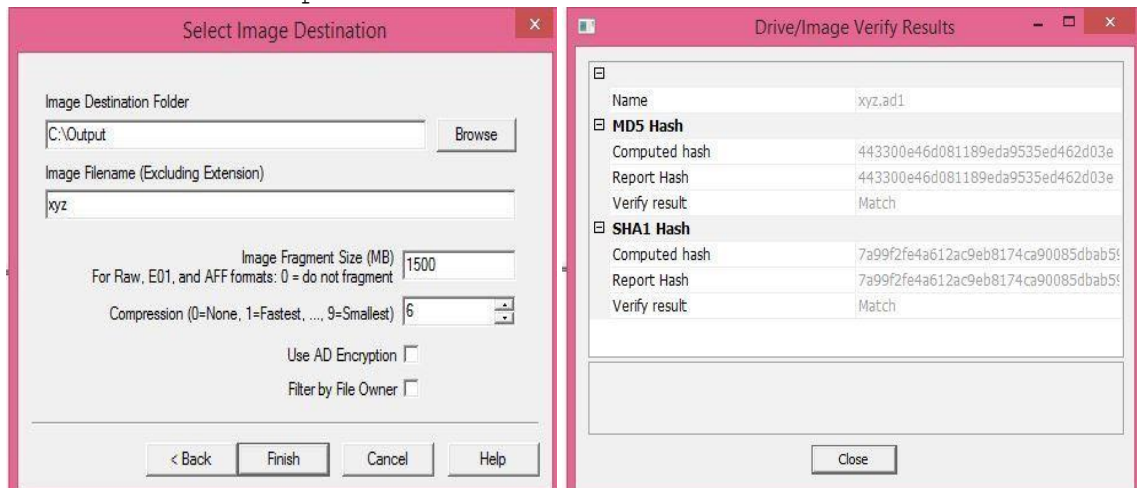 Select Image Destination
x
Image Destination Folder
C:\Output
Browse
Image Filename (Excluding Extension)
xyz
Image Fragment Size (MB)
For Raw, E01, and AFF formats: 0 = do not fragment
1500
Compression (0=None, 1=Fastest, ..., 9=Smallest)
6
Use AD Encryption
Filter by File Owner
< Back
Finish
Cancel
Help
Drive/Image Verify Results
x
Name xyz.ad1
MD5 Hash
Computed hash 443300e46d081189eda9535ed462d03e
Report Hash 443300e46d081189eda9535ed462d03e
Verify result Match
SHA1 Hash
Computed hash 7a99f2fe4a612ac9eb8174ca90085dbab59
Report Hash 7a99f2fe4a612ac9eb8174ca90085dbab59
Verify result Match
Close